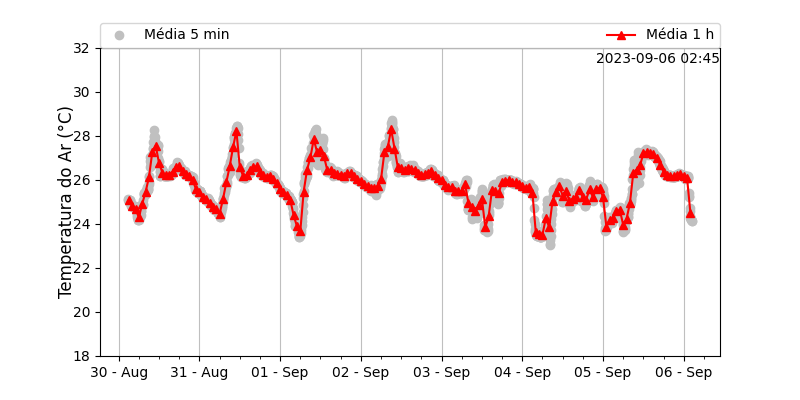 Média 5 min
Média 1 h
2023-09-06 02:45
Temperatura do Ar (°C)
32
30
28
26
24
22
20
18
30 - Aug
31 - Aug
01 - Sep
02 - Sep
03 - Sep
04 - Sep
05 - Sep
06 - Sep